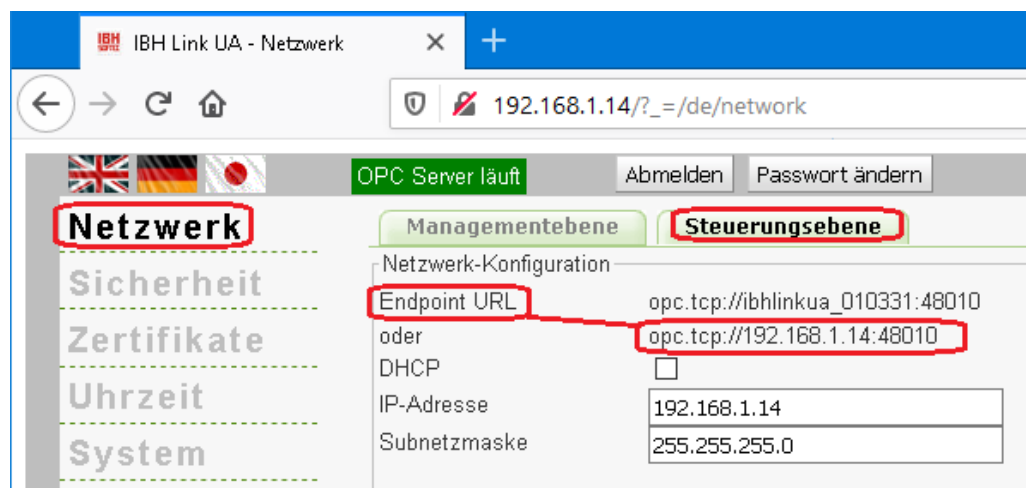 IBH Link UA - Netzwerk
192.168.1.14/?_=/de/network
OPC Server läuft Abmelden Passwort ändern
Netzwerk
Sicherheit
Zertifikate
Uhrzeit
System
Managementebene Steuerungsebene
Netzwerk-Konfiguration
Endpoint URL opc.tcp://ibhlinkua_010331:48010
oder opc.tcp://192.168.1.14:48010
DHCP
IP-Adresse 192.168.1.14
Subnetzmaske 255.255.255.0